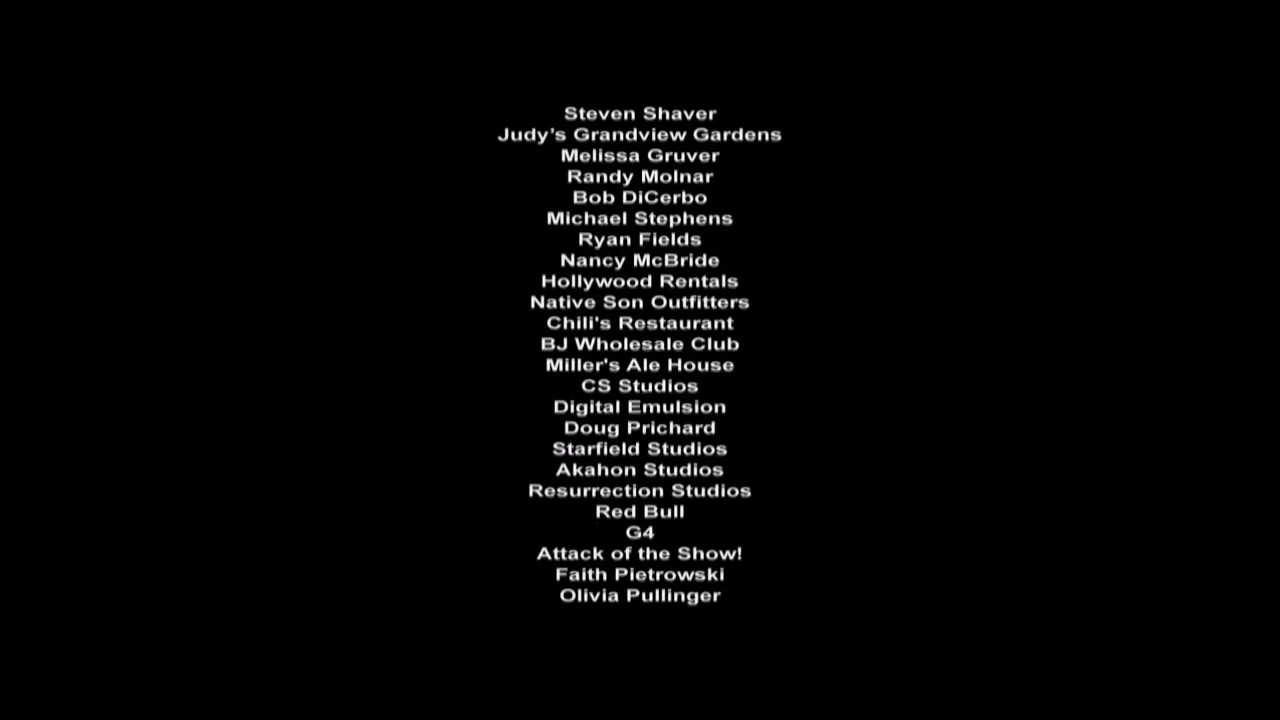 Steven Shaver
Judy’s Grandview Gardens
Melissa Gruver
Randy Molnar
Bob DiCerbo
Michael Stephens
Ryan Fields
Nancy McBride
Hollywood Rentals
Native Son Outfitters
Chili's Restaurant
BJ Wholesale Club
Miller's Ale House
CS Studios
Digital Emulsion
Doug Prichard
Starfield Studios
Akahon Studios
Resurrection Studios
Red Bull
G4
Attack of the Show!
Faith Pietrowski
Olivia Pullinger